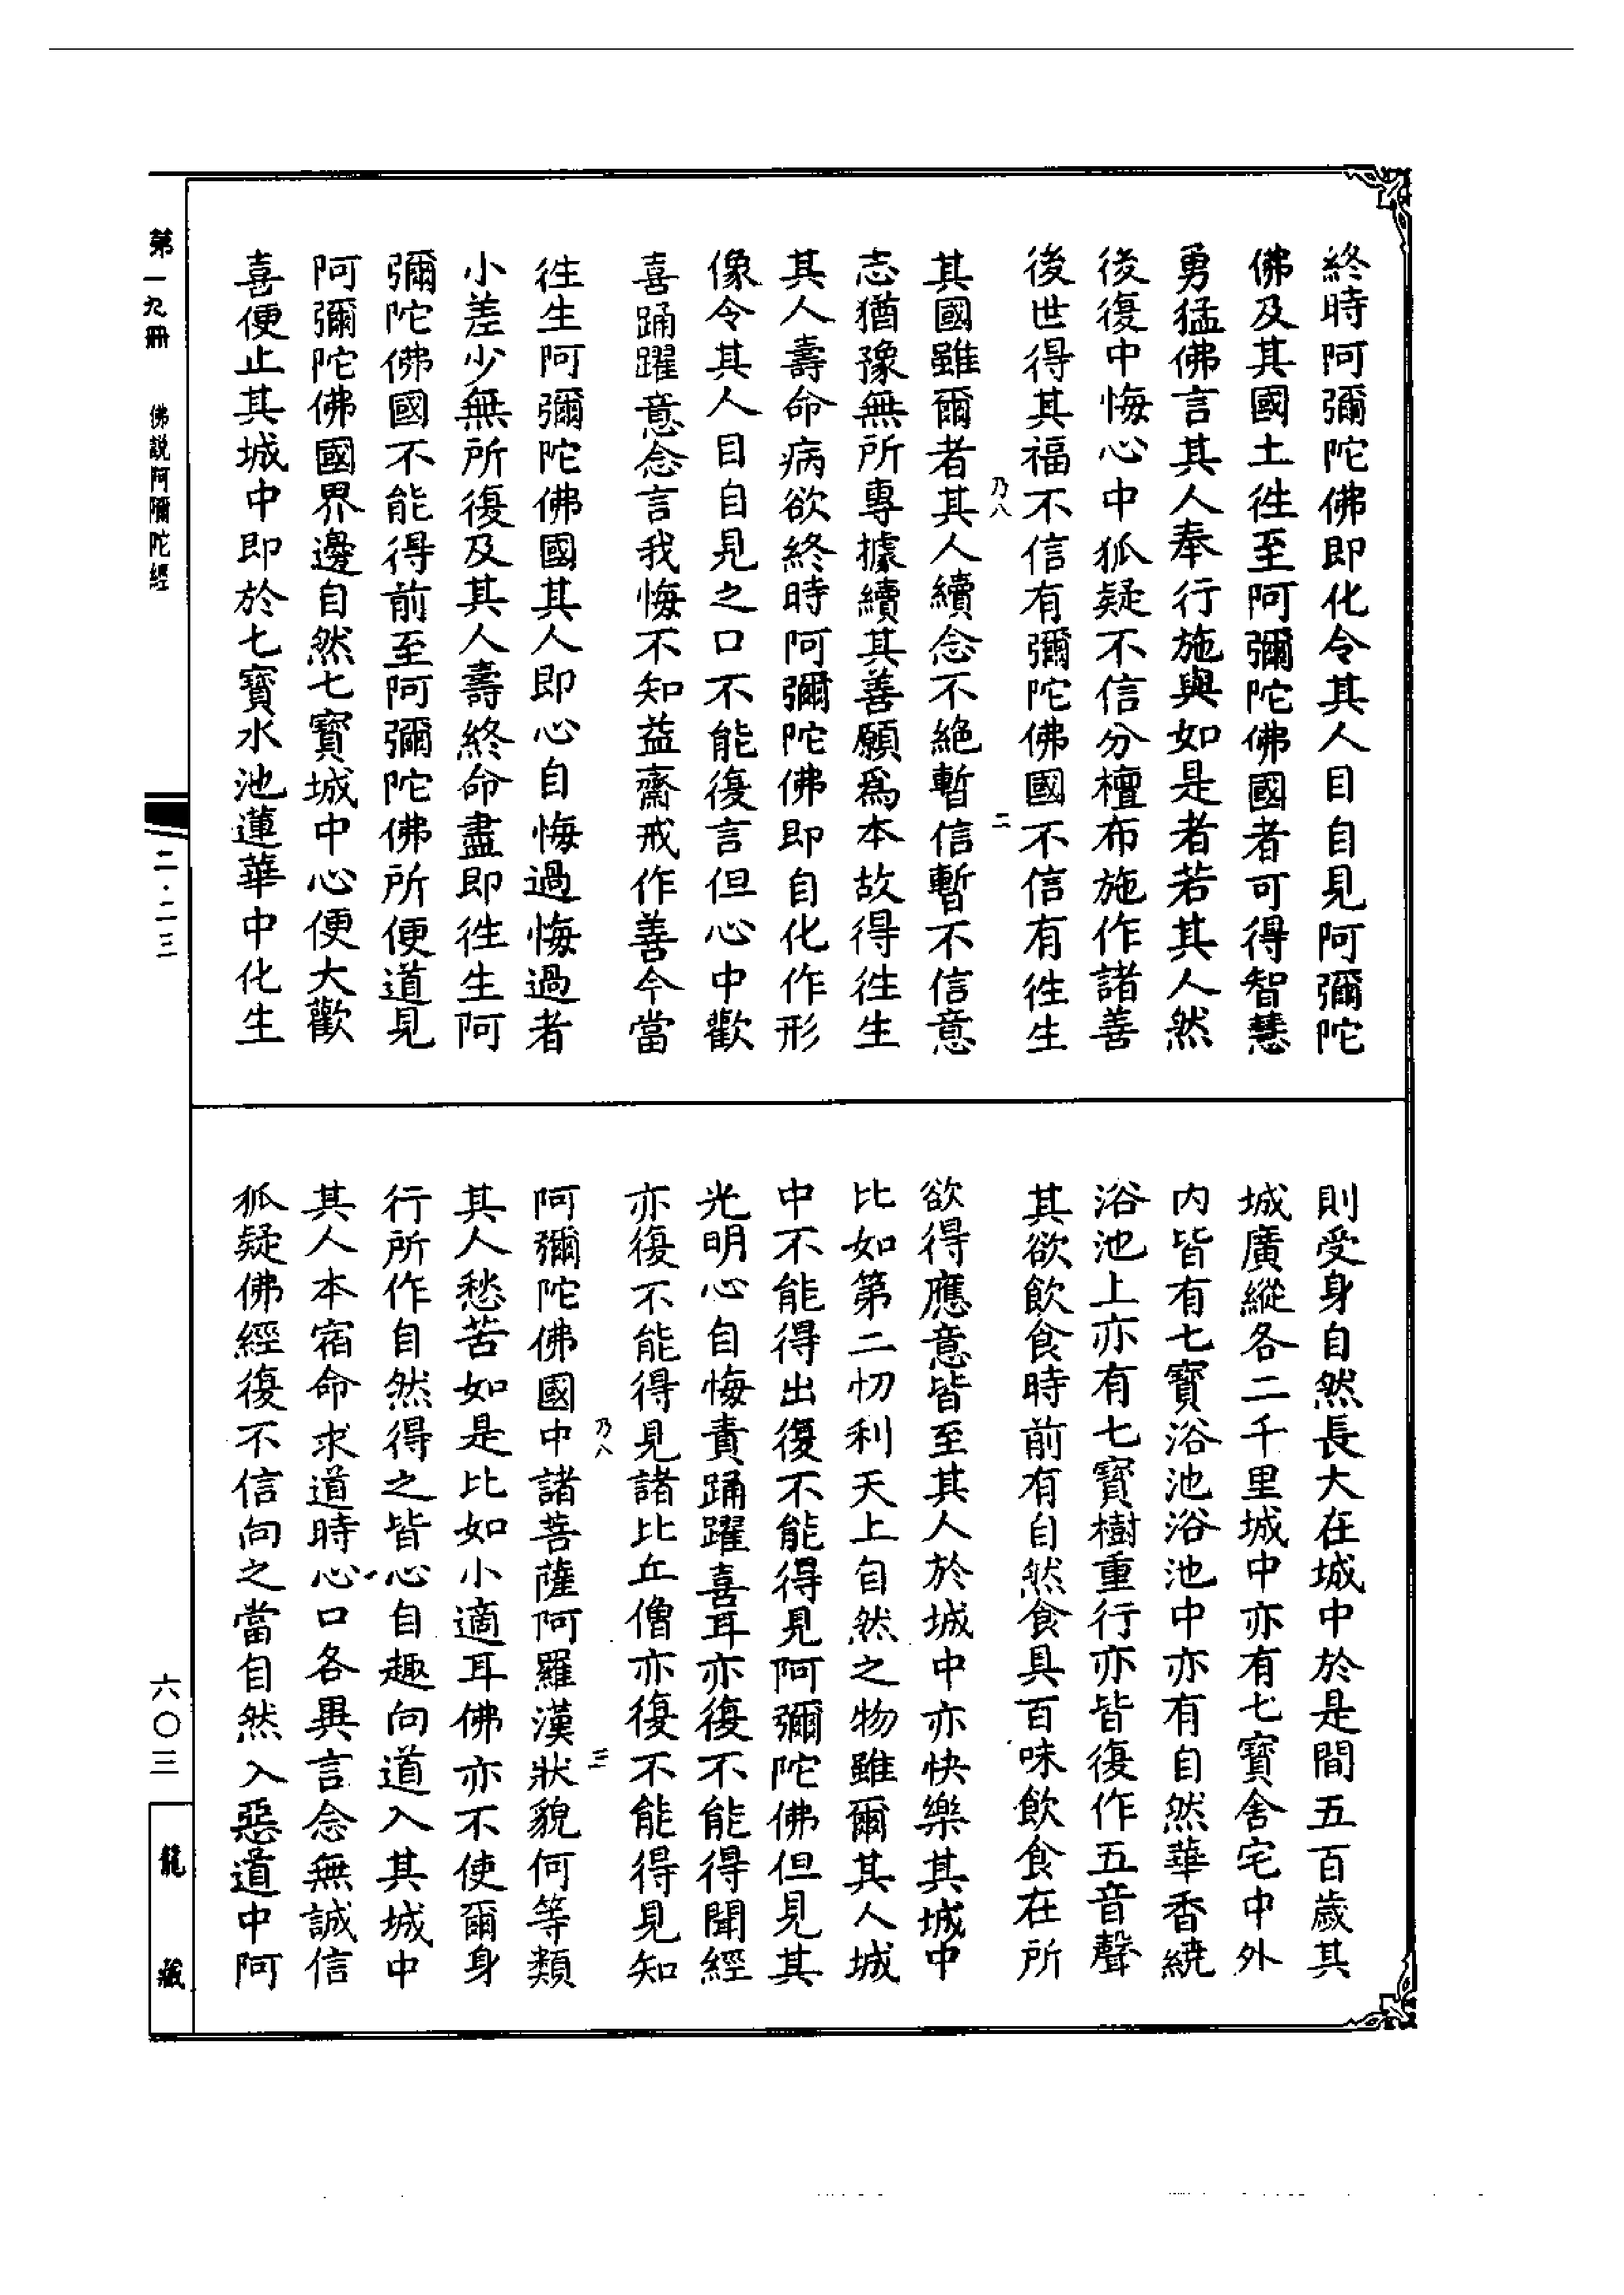 終時阿彌陀佛即化令其人目自見阿彌陀
佛及其國土徃至阿彌陀佛國者可得智慧
勇猛佛言其人奉行施與如是者若其人然
後復中悔心中狐疑不信分檀布施作諸善
後世得其福不信有彌陀佛國不信有徃生
乃八
二
其國雖爾者其人續念不絶暫信暫不信意
志猶豫無所專據續其善願爲本故得徃生
其人壽命病欲終時阿彌陀佛即自化作形
像令其人目自見之口不能復言但心中歡
喜踊躍意念言我悔不知益齋戒作善今當
徃生阿彌陀佛國其人即心自悔過悔過者
小差少無所復及其人壽終命盡即徃生阿
彌陀佛國不能得前至阿彌陀佛所便道見
阿彌陀佛國界邊自然七寶城中心便大歡
喜便止其城中即於七寶水池蓮華中化生
則受身自然長大在城中於是間五百歲其
城廣縱各二千里城中亦有七寶舍宅中外
内皆有七寶浴池浴池中亦有自然華香繞
浴池上亦有七寶樹重行亦皆復作五音聲
其欲飲食時前有自然食具百味飲食在所
欲得應意皆至其人於城中亦快樂其城中
比如第二忉利天上自然之物雖爾其人城
中不能得出復不能得見阿彌陀佛但見其
光明心自悔責踊躍喜耳亦復不能得聞經
亦復不能得見諸比丘僧亦復不能得見知
乃八
三
阿彌陀佛國中諸菩薩阿羅漢狀貌何等類
其人愁苦如是比如小適耳佛亦不使爾身
行所作自然得之皆心自趣向道入其城中
其人本宿命求道時心口各異言念無誠信
狐疑佛經復不信向之當自然入惡道中阿
第一九冊
佛説阿彌陀經
二·二三
六〇三
龍藏